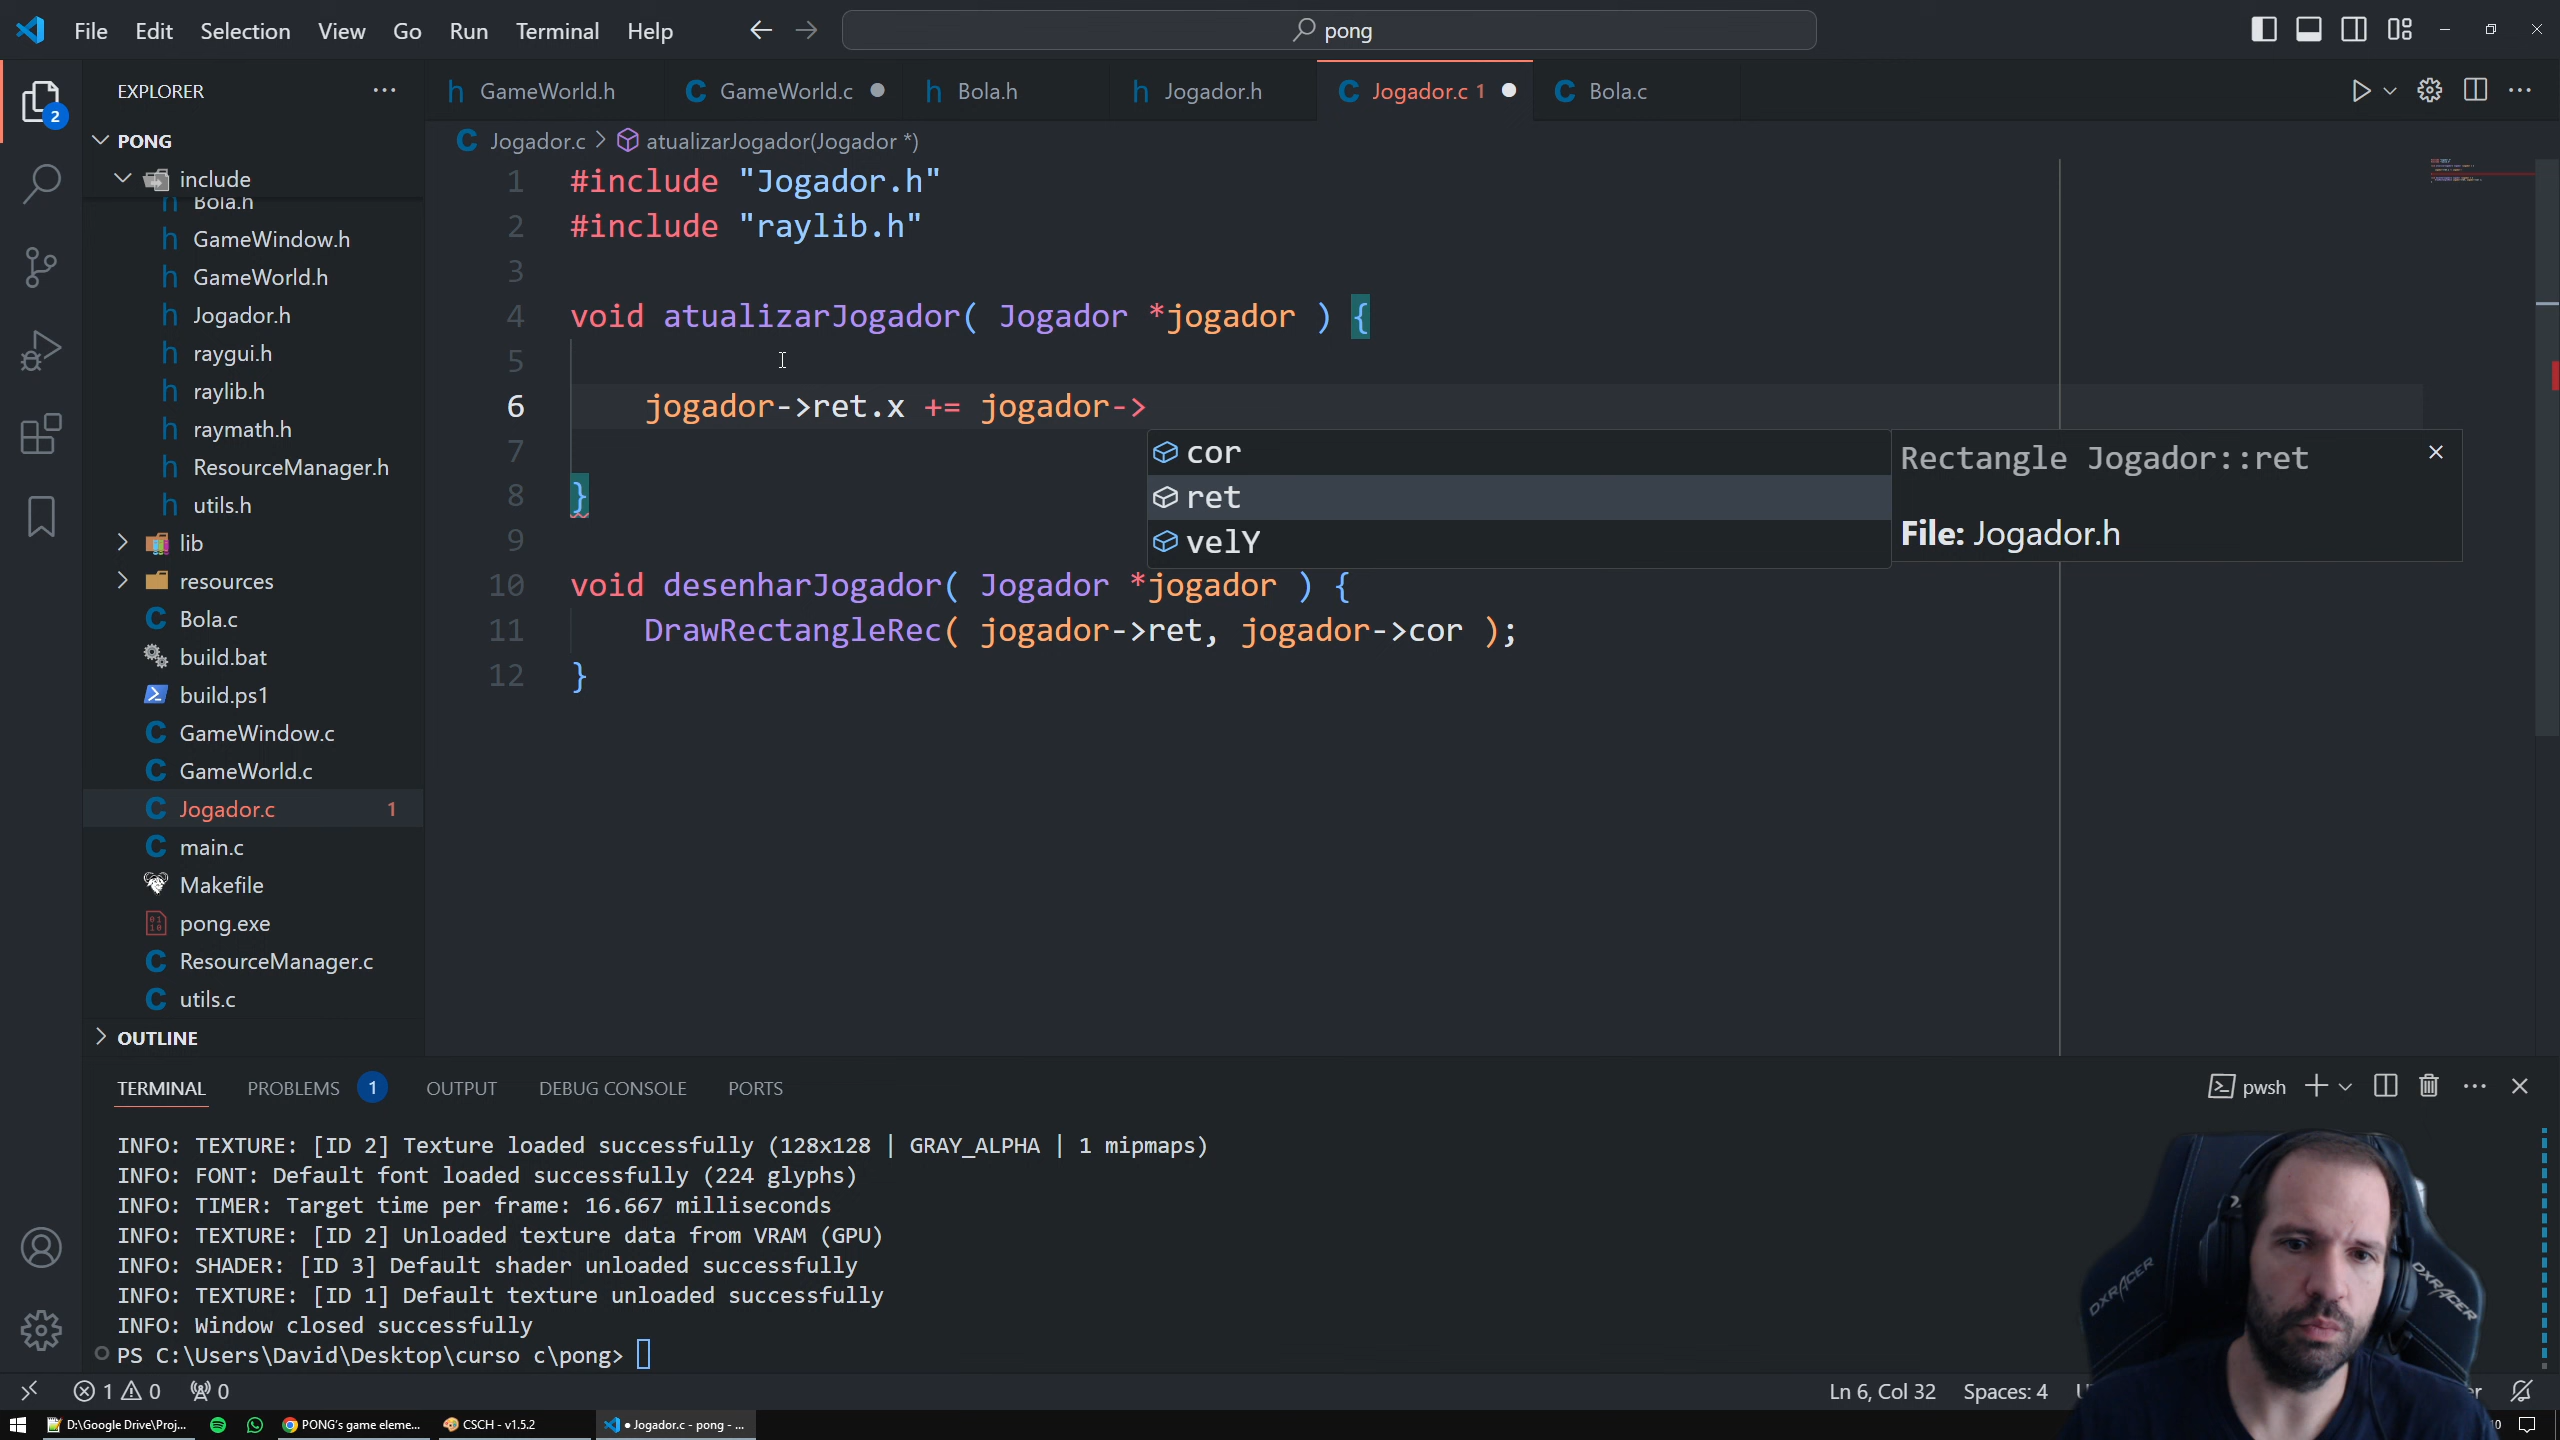 File Edit Selection View Go Run Terminal Help
pong
EXPLORER
GameWorld.h
GameWorld.c
Bola.h
Jogador.h
Jogador.c 1
Bola.c
2
PONG
include
Bola.h
GameWindow.h
GameWorld.h
Jogador.h
raygui.h
raylib.h
raymath.h
ResourceManager.h
utils.h
lib
resources
Bola.c
build.bat
build.ps1
GameWindow.c
GameWorld.c
Jogador.c 1
main.c
Makefile
pong.exe
ResourceManager.c
utils.c
OUTLINE
Jogador.c > atualizarJogador(Jogador *)
1 #include "Jogador.h"
2 #include "raylib.h"
3
4 void atualizarJogador( Jogador *jogador ) {
5
6 jogador->ret.x += jogador->
7
8 }
9
10 void desenharJogador( Jogador *jogador ) {
11 DrawRectangleRec( jogador->ret, jogador->cor );
12 }
cor
ret
velY
Rectangle Jogador::ret
File: Jogador.h
TERMINAL PROBLEMS 1 OUTPUT DEBUG CONSOLE PORTS
pwsh
INFO: TEXTURE: [ID 2] Texture loaded successfully (128x128 | GRAY_ALPHA | 1 mipmaps)
INFO: FONT: Default font loaded successfully (224 glyphs)
INFO: TIMER: Target time per frame: 16.667 milliseconds
INFO: TEXTURE: [ID 2] Unloaded texture data from VRAM (GPU)
INFO: SHADER: [ID 3] Default shader unloaded successfully
INFO: TEXTURE: [ID 1] Default texture unloaded successfully
INFO: Window closed successfully
PS C:\Users\David\Desktop\curso c\pong>
DXRACER
DXRACER
1 0 0
Ln 6, Col 32 Spaces: 4
D:\Google Drive\Proj...
PONG's game eleme...
CSCH - v1.5.2
● Jogador.c - pong - ...